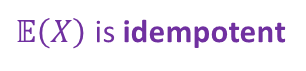 𝔼(𝑋) is idempotent